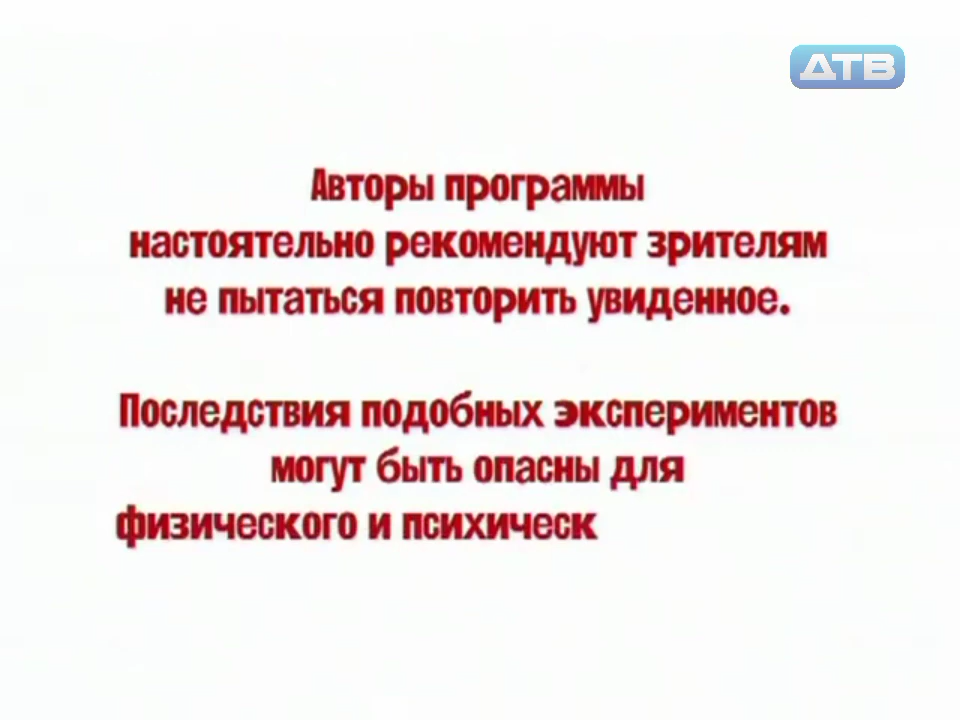 ДТВ
Авторы программы
настоятельно рекомендуют зрителям
не пытаться повторить увиденное.
Последствия подобных экспериментов
могут быть опасны для
физического и психическ